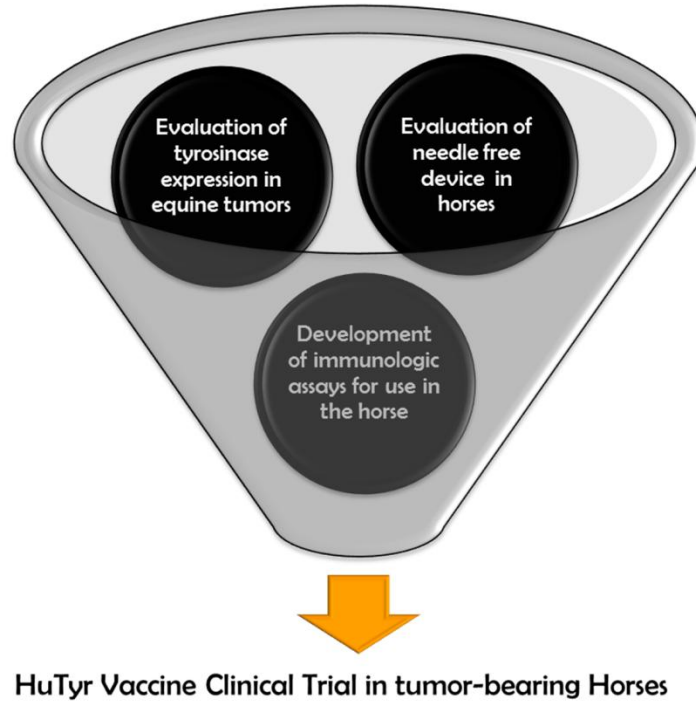 Evaluation of
tyrosinase
expression in
equine tumors
Evaluation of
needle free
device in
horses
Development
of immunologic
assays for use in
the horse
HuTyr Vaccine Clinical Trial in tumor-bearing Horses